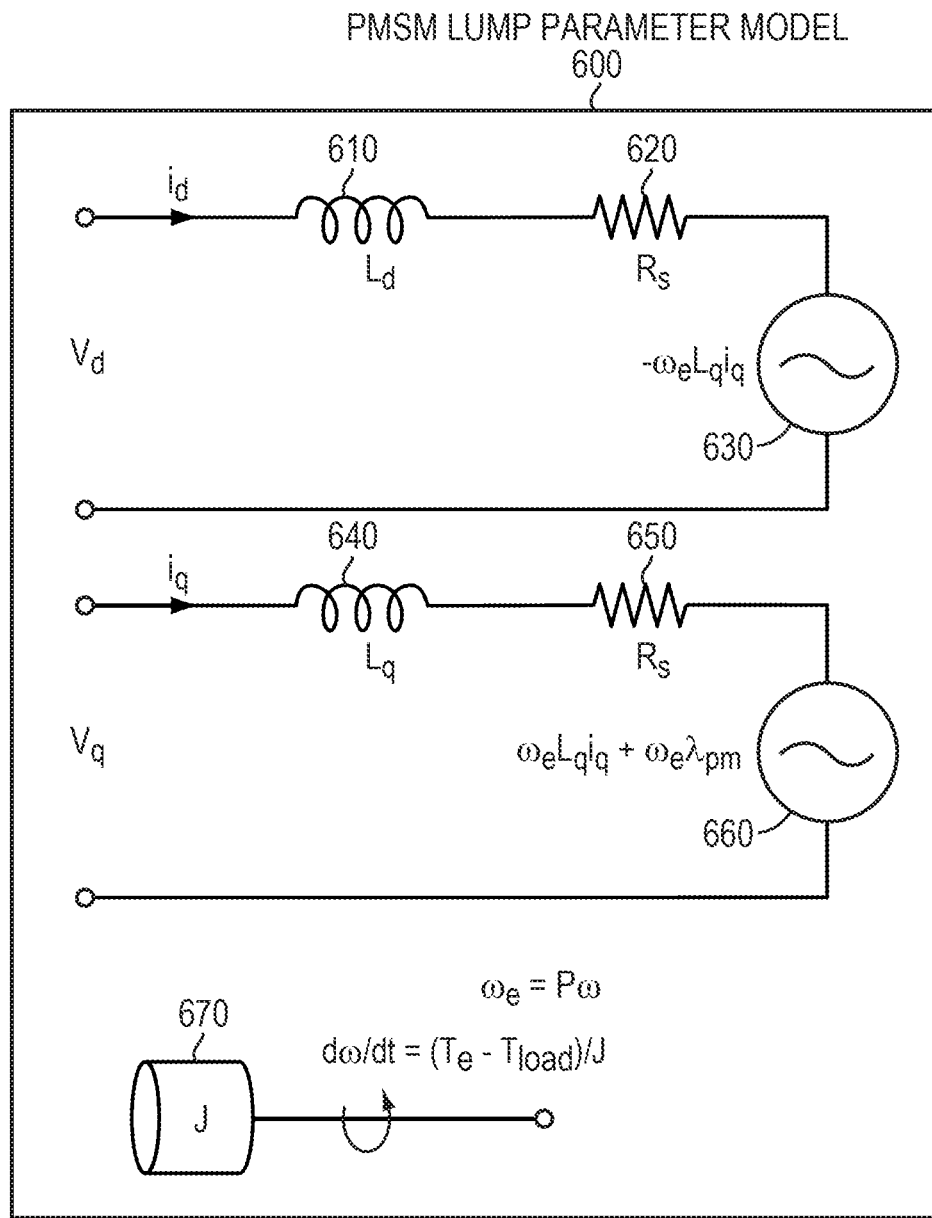 PMSM LUMP PARAMETER MODEL
600
610
620
i_d
L_d
R_s
V_d
-ω_eL_qi_q
630
640
650
i_q
L_q
R_s
V_q
ω_eL_qi_q + ω_eλ_pm
660
ω_e = Pω
670
dω/dt = (T_e - T_load)/J
J